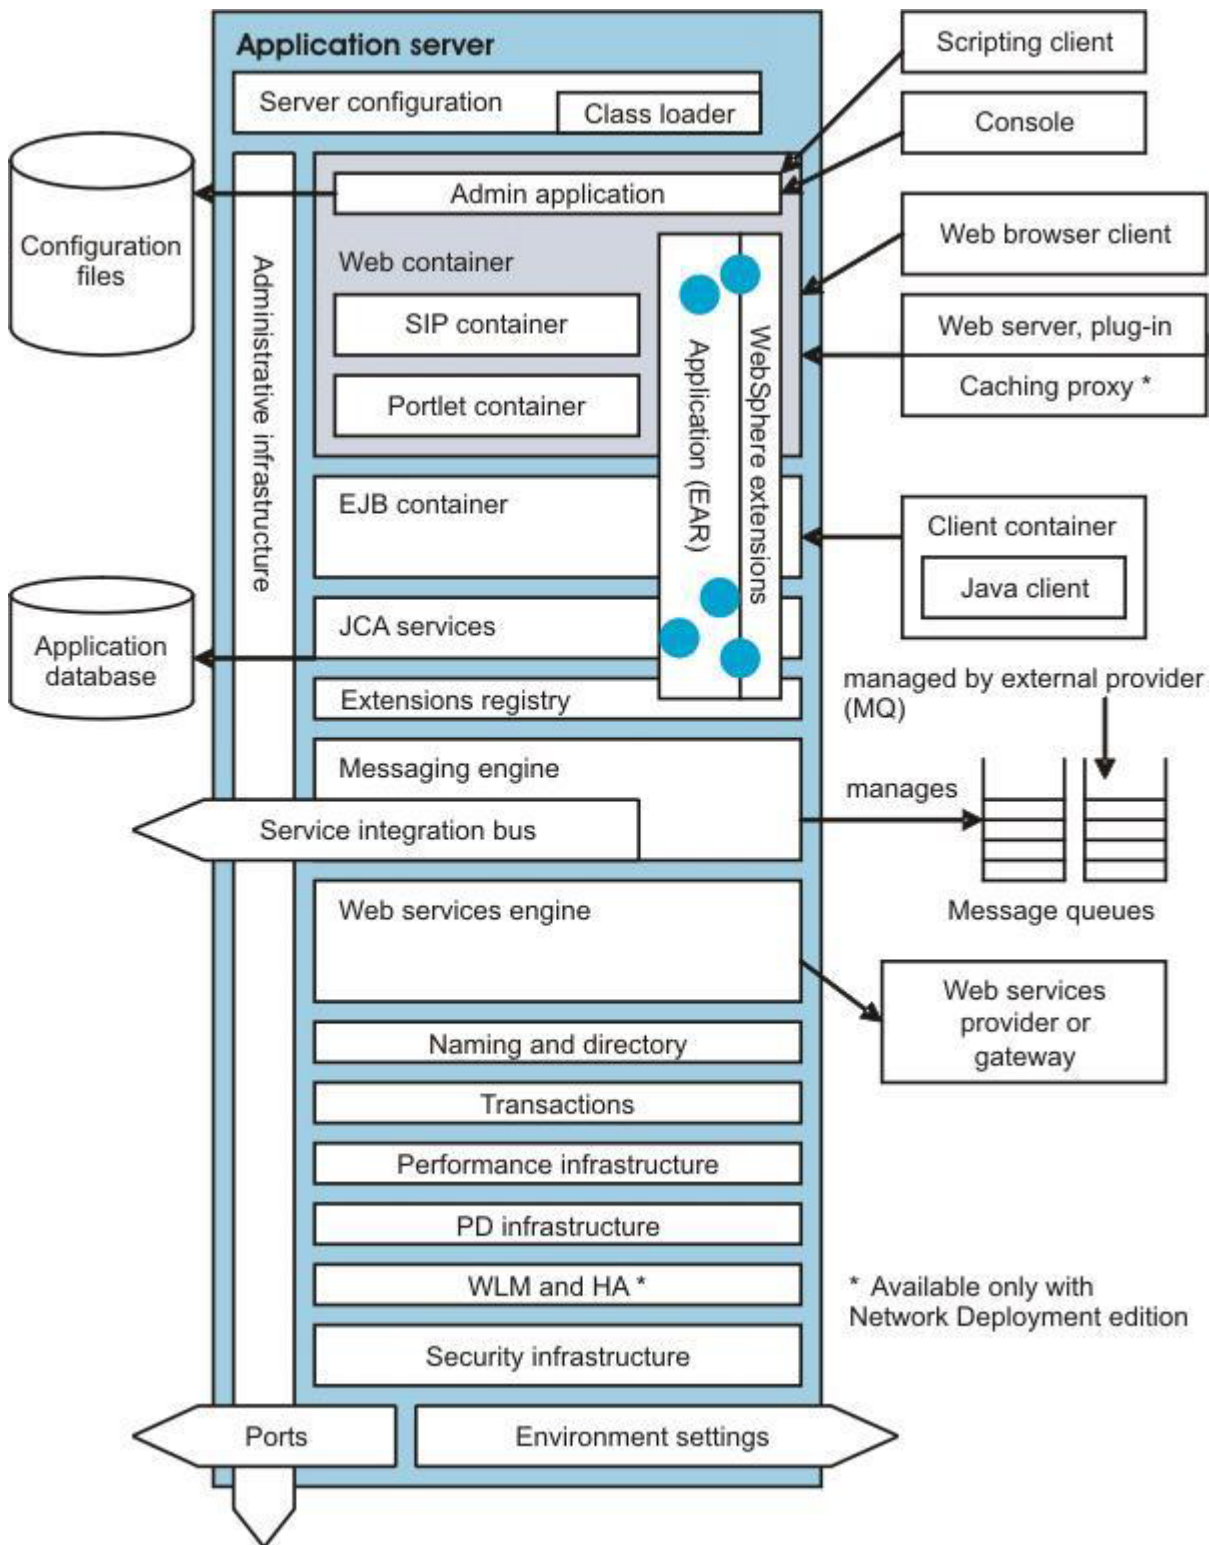 Application server
Server configuration
Class loader
Scripting client
Console
Admin application
Configuration
files
Administrative infrastructure
Web container
SIP container
Portlet container
Application (EAR)
WebSphere extensions
Web browser client
Web server, plug-in
Caching proxy *
EJB container
Client container
Java client
JCA services
Application
database
Extensions registry
managed by external provider
(MQ)
Messaging engine
manages
Service integration bus
Message queues
Web services engine
Web services
provider or
gateway
Naming and directory
Transactions
Performance infrastructure
PD infrastructure
WLM and HA *
* Available only with
Network Deployment edition
Security infrastructure
Ports
Environment settings